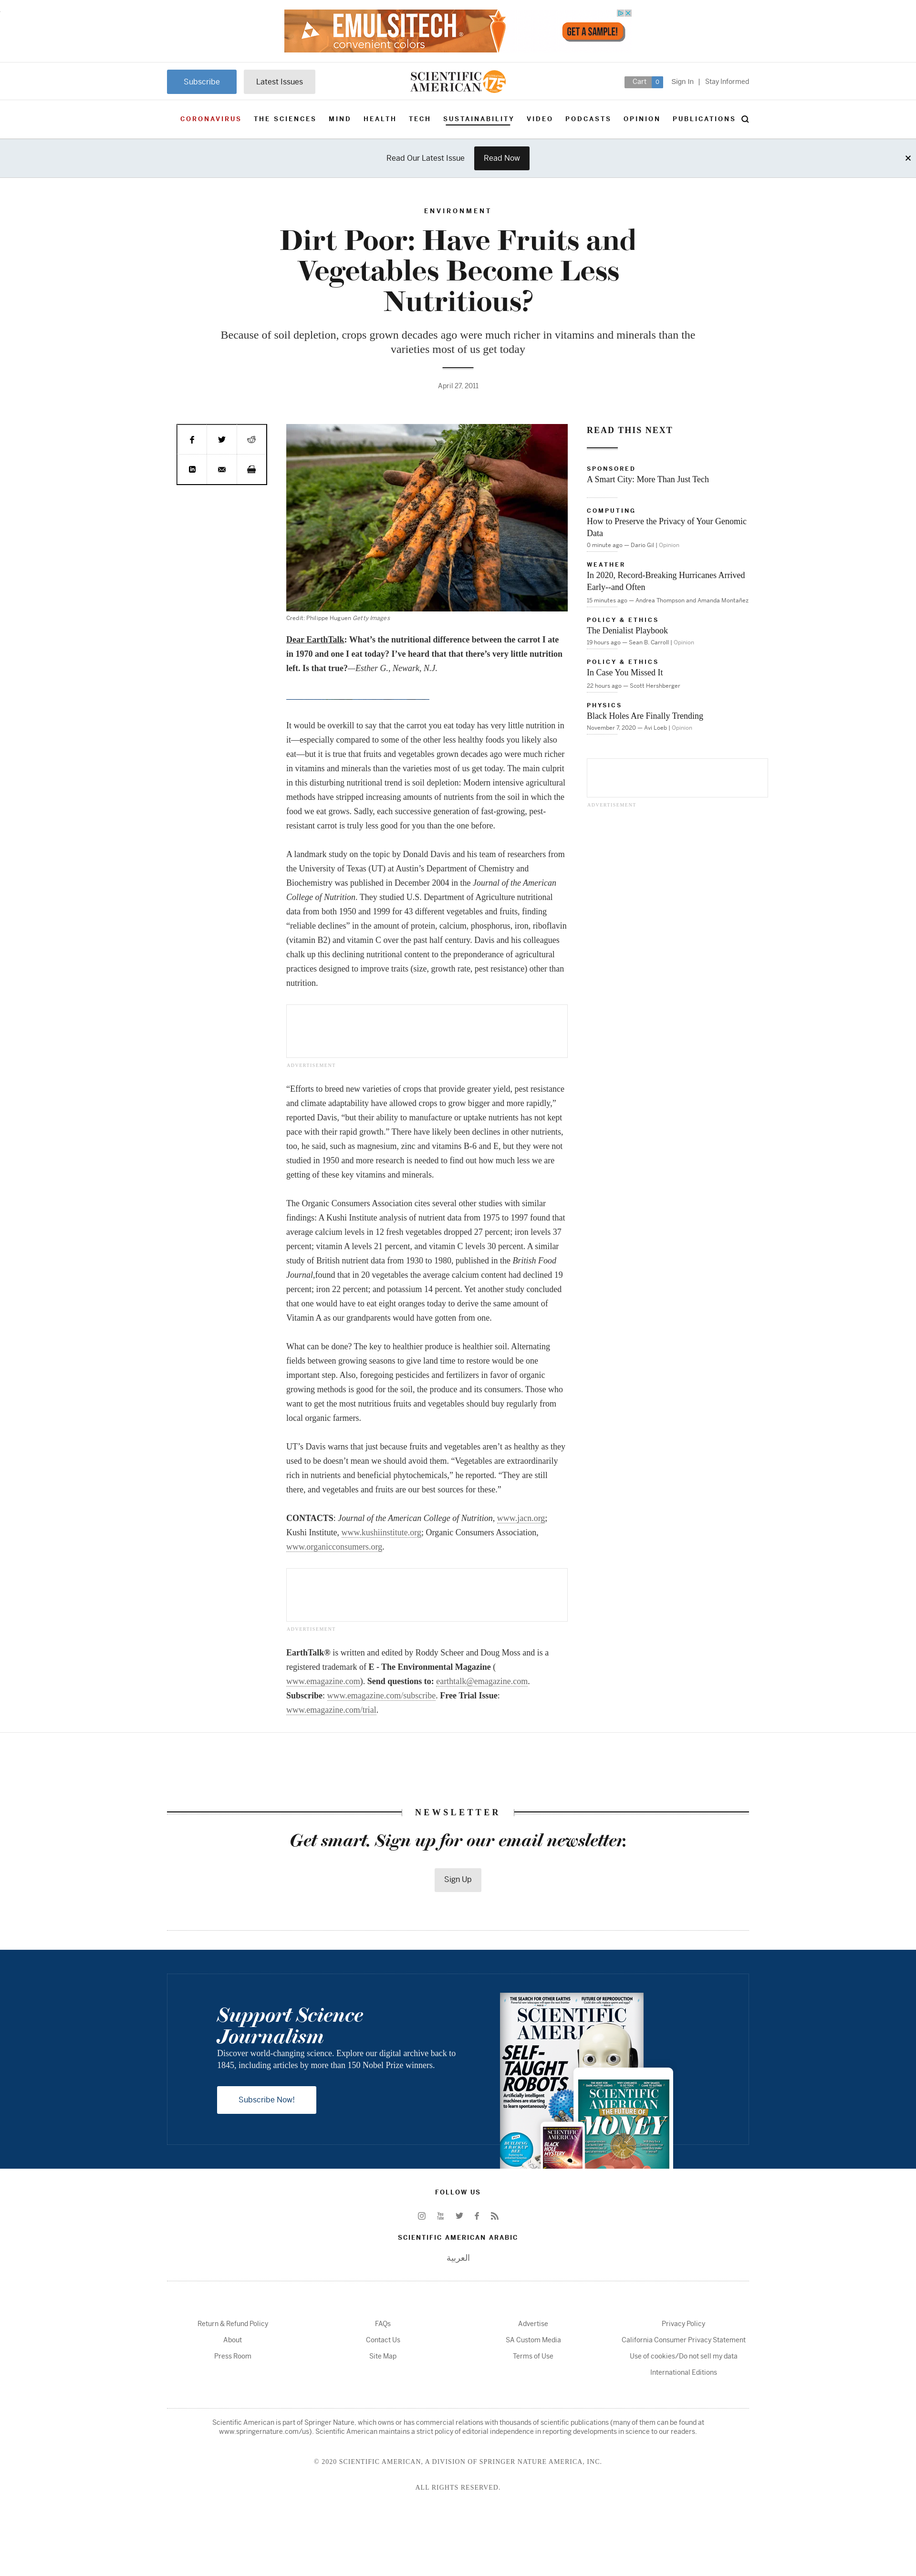 EMULSITECH
convenient colors
GET A SAMPLE!
Subscribe
Latest Issues
SCIENTIFIC
AMERICAN 175
Cart 0
Sign In | Stay Informed
CORONAVIRUS THE SCIENCES MIND HEALTH TECH SUSTAINABILITY VIDEO PODCASTS OPINION PUBLICATIONS
Read Our Latest Issue
Read Now
ENVIRONMENT
Dirt Poor: Have Fruits and
Vegetables Become Less
Nutritious?
Because of soil depletion, crops grown decades ago were much richer in vitamins and minerals than the
varieties most of us get today
April 27, 2011
Credit: Philippe Huguen Getty Images
Dear EarthTalk: What’s the nutritional difference between the carrot I ate
in 1970 and one I eat today? I’ve heard that that there’s very little nutrition
left. Is that true?—Esther G., Newark, N.J.
It would be overkill to say that the carrot you eat today has very little nutrition in
it—especially compared to some of the other less healthy foods you likely also
eat—but it is true that fruits and vegetables grown decades ago were much richer
in vitamins and minerals than the varieties most of us get today. The main culprit
in this disturbing nutritional trend is soil depletion: Modern intensive agricultural
methods have stripped increasing amounts of nutrients from the soil in which the
food we eat grows. Sadly, each successive generation of fast-growing, pest-
resistant carrot is truly less good for you than the one before.
A landmark study on the topic by Donald Davis and his team of researchers from
the University of Texas (UT) at Austin’s Department of Chemistry and
Biochemistry was published in December 2004 in the Journal of the American
College of Nutrition. They studied U.S. Department of Agriculture nutritional
data from both 1950 and 1999 for 43 different vegetables and fruits, finding
“reliable declines” in the amount of protein, calcium, phosphorus, iron, riboflavin
(vitamin B2) and vitamin C over the past half century. Davis and his colleagues
chalk up this declining nutritional content to the preponderance of agricultural
practices designed to improve traits (size, growth rate, pest resistance) other than
nutrition.
ADVERTISEMENT
“Efforts to breed new varieties of crops that provide greater yield, pest resistance
and climate adaptability have allowed crops to grow bigger and more rapidly,”
reported Davis, “but their ability to manufacture or uptake nutrients has not kept
pace with their rapid growth.” There have likely been declines in other nutrients,
too, he said, such as magnesium, zinc and vitamins B-6 and E, but they were not
studied in 1950 and more research is needed to find out how much less we are
getting of these key vitamins and minerals.
The Organic Consumers Association cites several other studies with similar
findings: A Kushi Institute analysis of nutrient data from 1975 to 1997 found that
average calcium levels in 12 fresh vegetables dropped 27 percent; iron levels 37
percent; vitamin A levels 21 percent, and vitamin C levels 30 percent. A similar
study of British nutrient data from 1930 to 1980, published in the British Food
Journal,found that in 20 vegetables the average calcium content had declined 19
percent; iron 22 percent; and potassium 14 percent. Yet another study concluded
that one would have to eat eight oranges today to derive the same amount of
Vitamin A as our grandparents would have gotten from one.
What can be done? The key to healthier produce is healthier soil. Alternating
fields between growing seasons to give land time to restore would be one
important step. Also, foregoing pesticides and fertilizers in favor of organic
growing methods is good for the soil, the produce and its consumers. Those who
want to get the most nutritious fruits and vegetables should buy regularly from
local organic farmers.
UT’s Davis warns that just because fruits and vegetables aren’t as healthy as they
used to be doesn’t mean we should avoid them. “Vegetables are extraordinarily
rich in nutrients and beneficial phytochemicals,” he reported. “They are still
there, and vegetables and fruits are our best sources for these.”
CONTACTS: Journal of the American College of Nutrition, www.jacn.org;
Kushi Institute, www.kushiinstitute.org; Organic Consumers Association,
www.organicconsumers.org.
ADVERTISEMENT
EarthTalk® is written and edited by Roddy Scheer and Doug Moss and is a
registered trademark of E - The Environmental Magazine (
www.emagazine.com). Send questions to: earthtalk@emagazine.com.
Subscribe: www.emagazine.com/subscribe. Free Trial Issue:
www.emagazine.com/trial.
READ THIS NEXT
SPONSORED
A Smart City: More Than Just Tech
COMPUTING
How to Preserve the Privacy of Your Genomic
Data
0 minute ago — Dario Gil | Opinion
WEATHER
In 2020, Record-Breaking Hurricanes Arrived
Early--and Often
15 minutes ago — Andrea Thompson and Amanda Montañez
POLICY & ETHICS
The Denialist Playbook
19 hours ago — Sean B. Carroll | Opinion
POLICY & ETHICS
In Case You Missed It
22 hours ago — Scott Hershberger
PHYSICS
Black Holes Are Finally Trending
November 7, 2020 — Avi Loeb | Opinion
ADVERTISEMENT
NEWSLETTER
Get smart. Sign up for our email newsletter.
Sign Up
Support Science
Journalism
Discover world-changing science. Explore our digital archive back to
1845, including articles by more than 150 Nobel Prize winners.
Subscribe Now!
THE SEARCH FOR OTHER EARTHS
FUTURE OF REPRODUCTION
SCIENTIFIC
AMERICAN
SELF-
TAUGHT
ROBOTS
Artificially intelligent
machines are starting
to learn spontaneously
SCIENTIFIC
AMERICAN
THE FUTURE OF
MONEY
SCIENTIFIC
AMERICAN
BLACK
HOLE
MYSTERY
FOLLOW US
SCIENTIFIC AMERICAN ARABIC
العربية
Return & Refund Policy
About
Press Room
FAQs
Contact Us
Site Map
Advertise
SA Custom Media
Terms of Use
Privacy Policy
California Consumer Privacy Statement
Use of cookies/Do not sell my data
International Editions
Scientific American is part of Springer Nature, which owns or has commercial relations with thousands of scientific publications (many of them can be found at
www.springernature.com/us). Scientific American maintains a strict policy of editorial independence in reporting developments in science to our readers.
© 2020 SCIENTIFIC AMERICAN, A DIVISION OF SPRINGER NATURE AMERICA, INC.
ALL RIGHTS RESERVED.